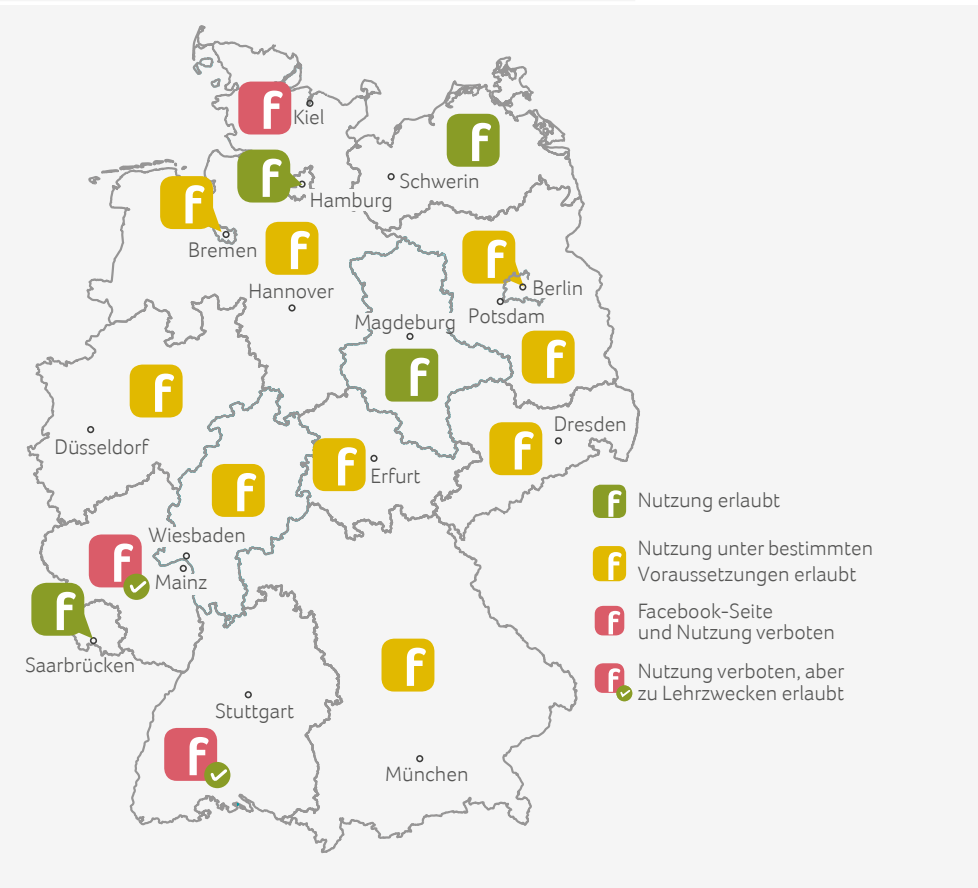 Kiel
Schwerin
Hamburg
Bremen
Hannover
Berlin
Potsdam
Magdeburg
Düsseldorf
Dresden
Erfurt
Wiesbaden
Mainz
Saarbrücken
Stuttgart
München
Nutzung erlaubt
Nutzung unter bestimmten
Voraussetzungen erlaubt
Facebook-Seite
und Nutzung verboten
Nutzung verboten, aber
zu Lehrzwecken erlaubt